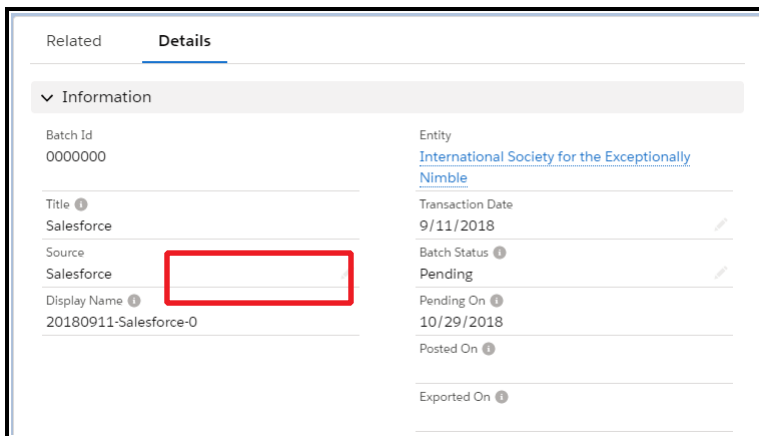 Related Details
Information
Batch Id
0000000
Entity
International Society for the Exceptionally
Nimble
Title
Salesforce
Transaction Date
9/11/2018
Source
Salesforce
Batch Status
Pending
Display Name
20180911-Salesforce-0
Pending On
10/29/2018
Posted On
Exported On